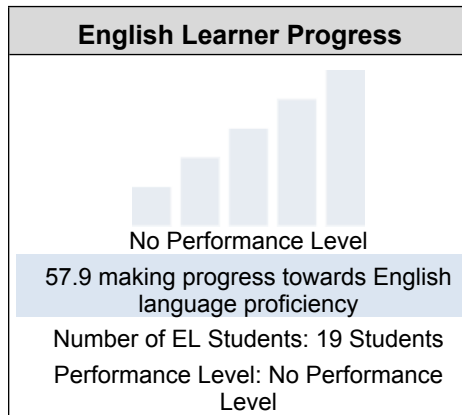 English Learner Progress
No Performance Level
57.9 making progress towards English
language proficiency
Number of EL Students: 19 Students
Performance Level: No Performance
Level